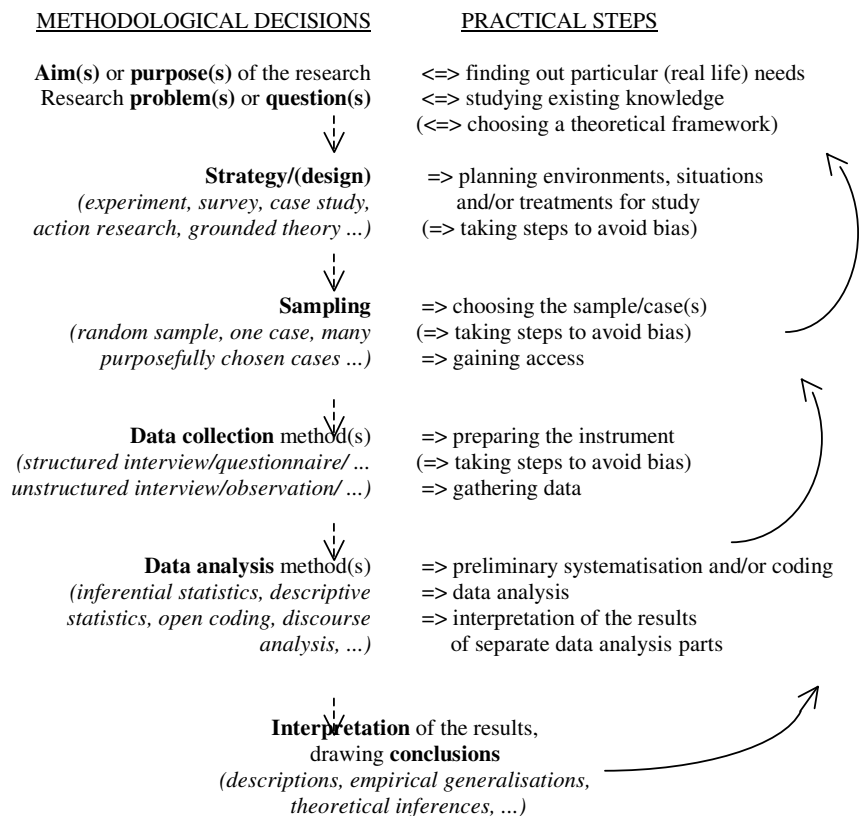 METHODOLOGICAL DECISIONS
PRACTICAL STEPS
Aim(s) or purpose(s) of the research
<=> finding out particular (real life) needs
Research problem(s) or question(s)
<=> studying existing knowledge
(<=> choosing a theoretical framework)
Strategy/(design)
=> planning environments, situations
(experiment, survey, case study,
and/or treatments for study
action research, grounded theory ...)
(=> taking steps to avoid bias)
Sampling
=> choosing the sample/case(s)
(random sample, one case, many
(=> taking steps to avoid bias)
purposefully chosen cases ...)
=> gaining access
Data collection method(s)
=> preparing the instrument
(structured interview/questionnaire/ ...
(=> taking steps to avoid bias)
unstructured interview/observation/ ...)
=> gathering data
Data analysis method(s)
=> preliminary systematisation and/or coding
(inferential statistics, descriptive
=> data analysis
statistics, open coding, discourse
=> interpretation of the results
analysis, ...)
of separate data analysis parts
Interpretation of the results,
drawing conclusions
(descriptions, empirical generalisations,
theoretical inferences, ...)